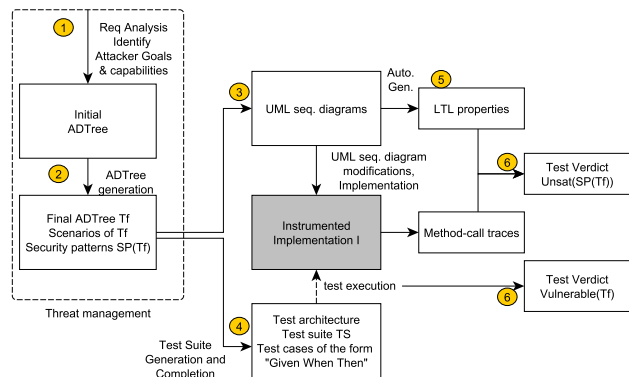 1
Req Analysis
Identify
Attacker Goals
& capabilities
Initial
ADTree
2
ADTree
generation
Final ADTree Tf
Scenarios of Tf
Security patterns SP(Tf)
Threat management
3
UML seq. diagrams
Auto.
Gen.
5
LTL properties
UML seq. diagram
modifications,
Implementation
6
Test Verdict
Unsat(SP(Tf))
Instrumented
Implementation I
Method-call traces
test execution
6
Test Verdict
Vulnerable(Tf)
4
Test Suite
Generation and
Completion
Test architecture
Test suite TS
Test cases of the form
"Given When Then"